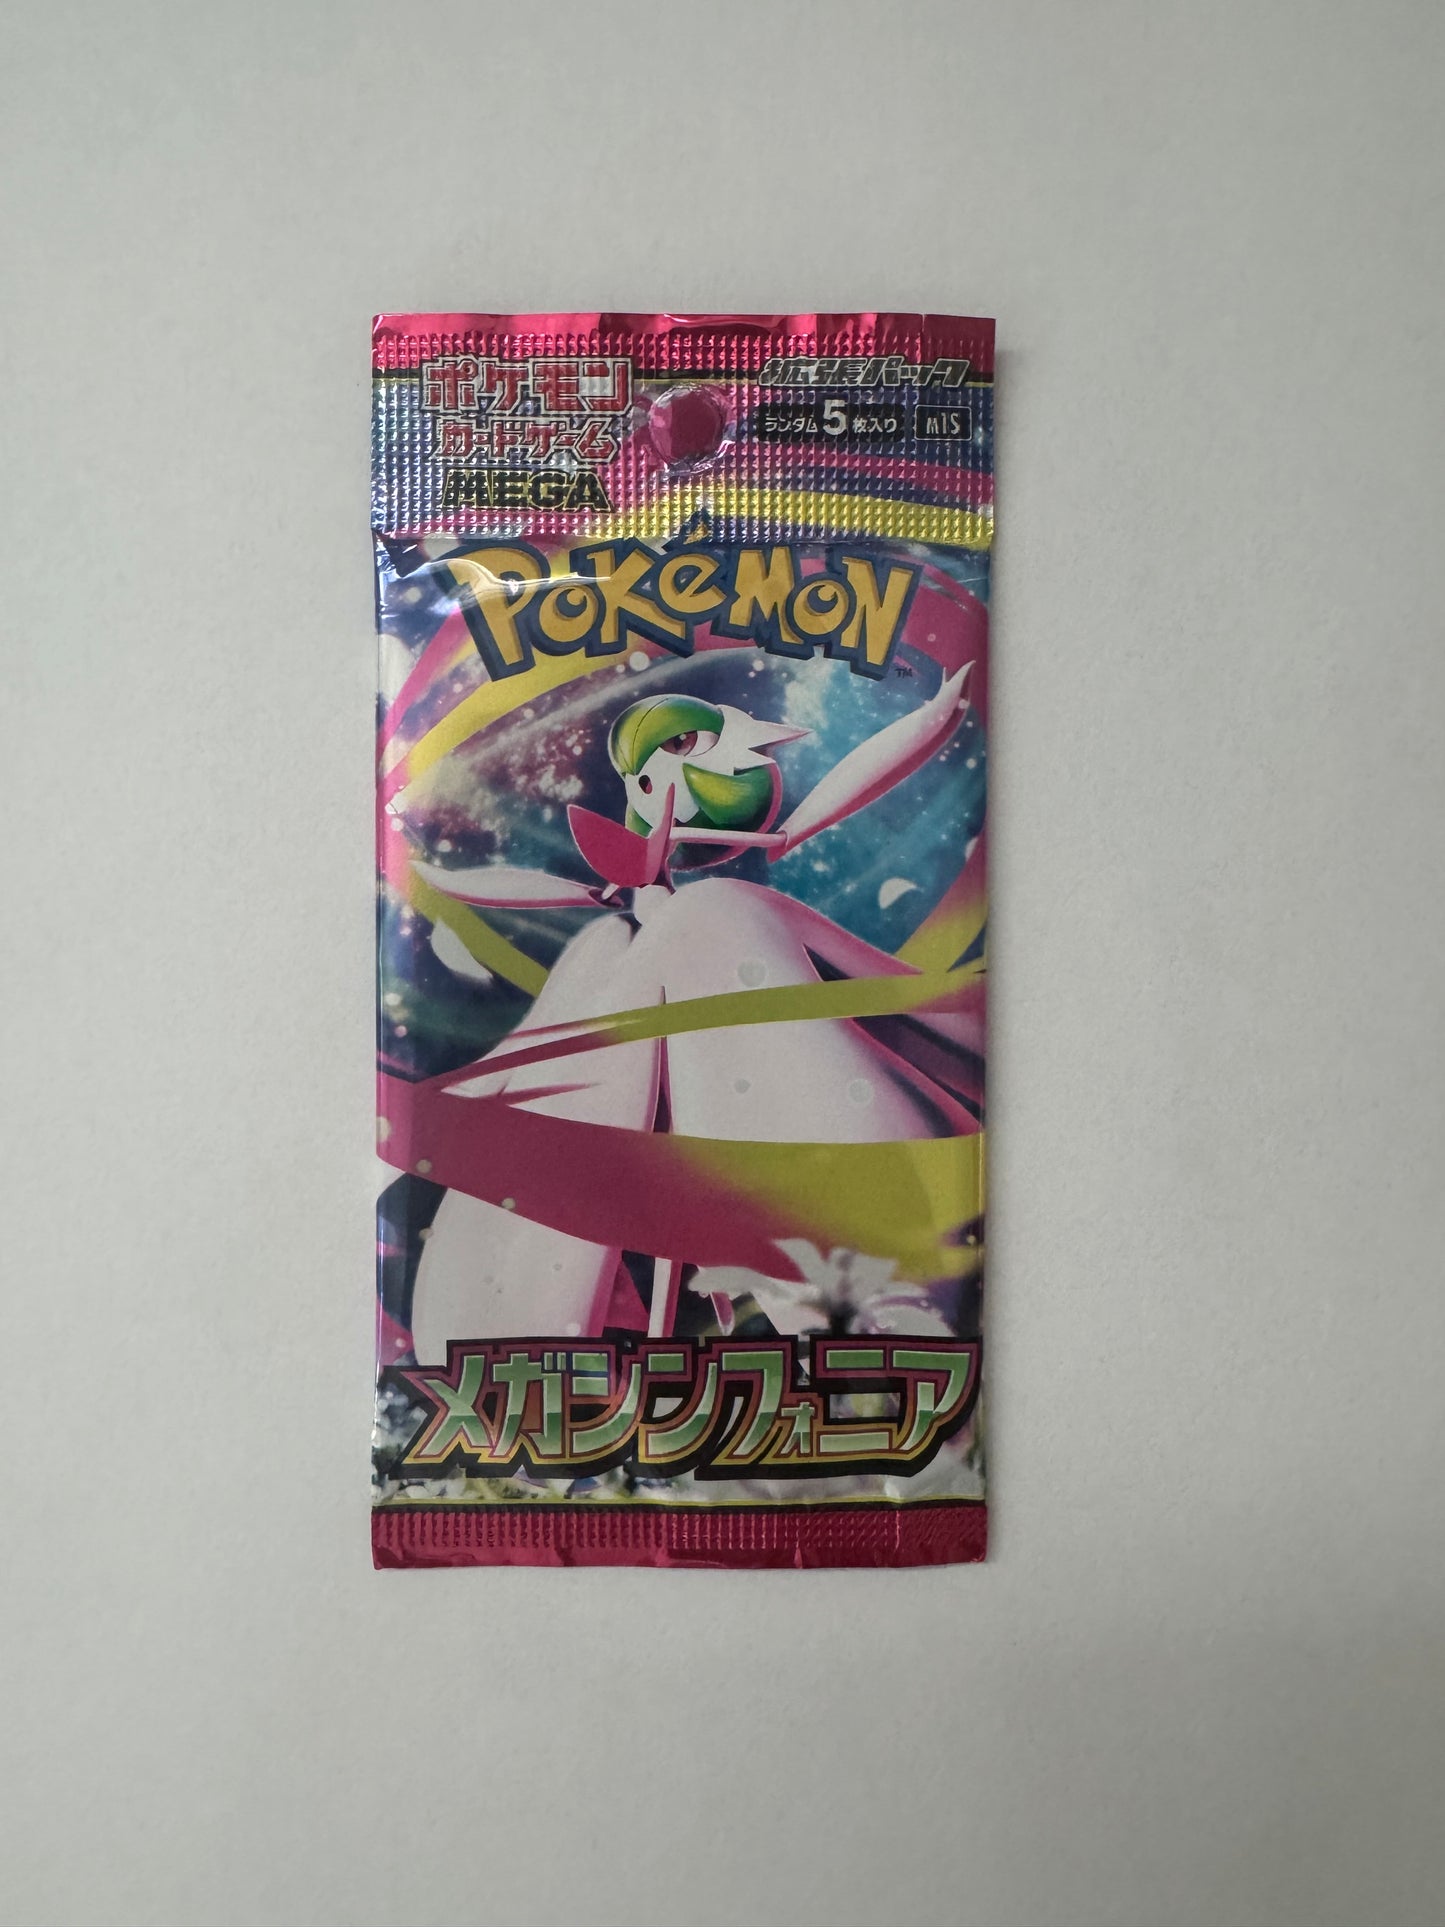 ポケモン
カードゲーム
MEGA
拡張パック
ランダム5枚入り M1S
POKéMON
TM
メガシンフォニア